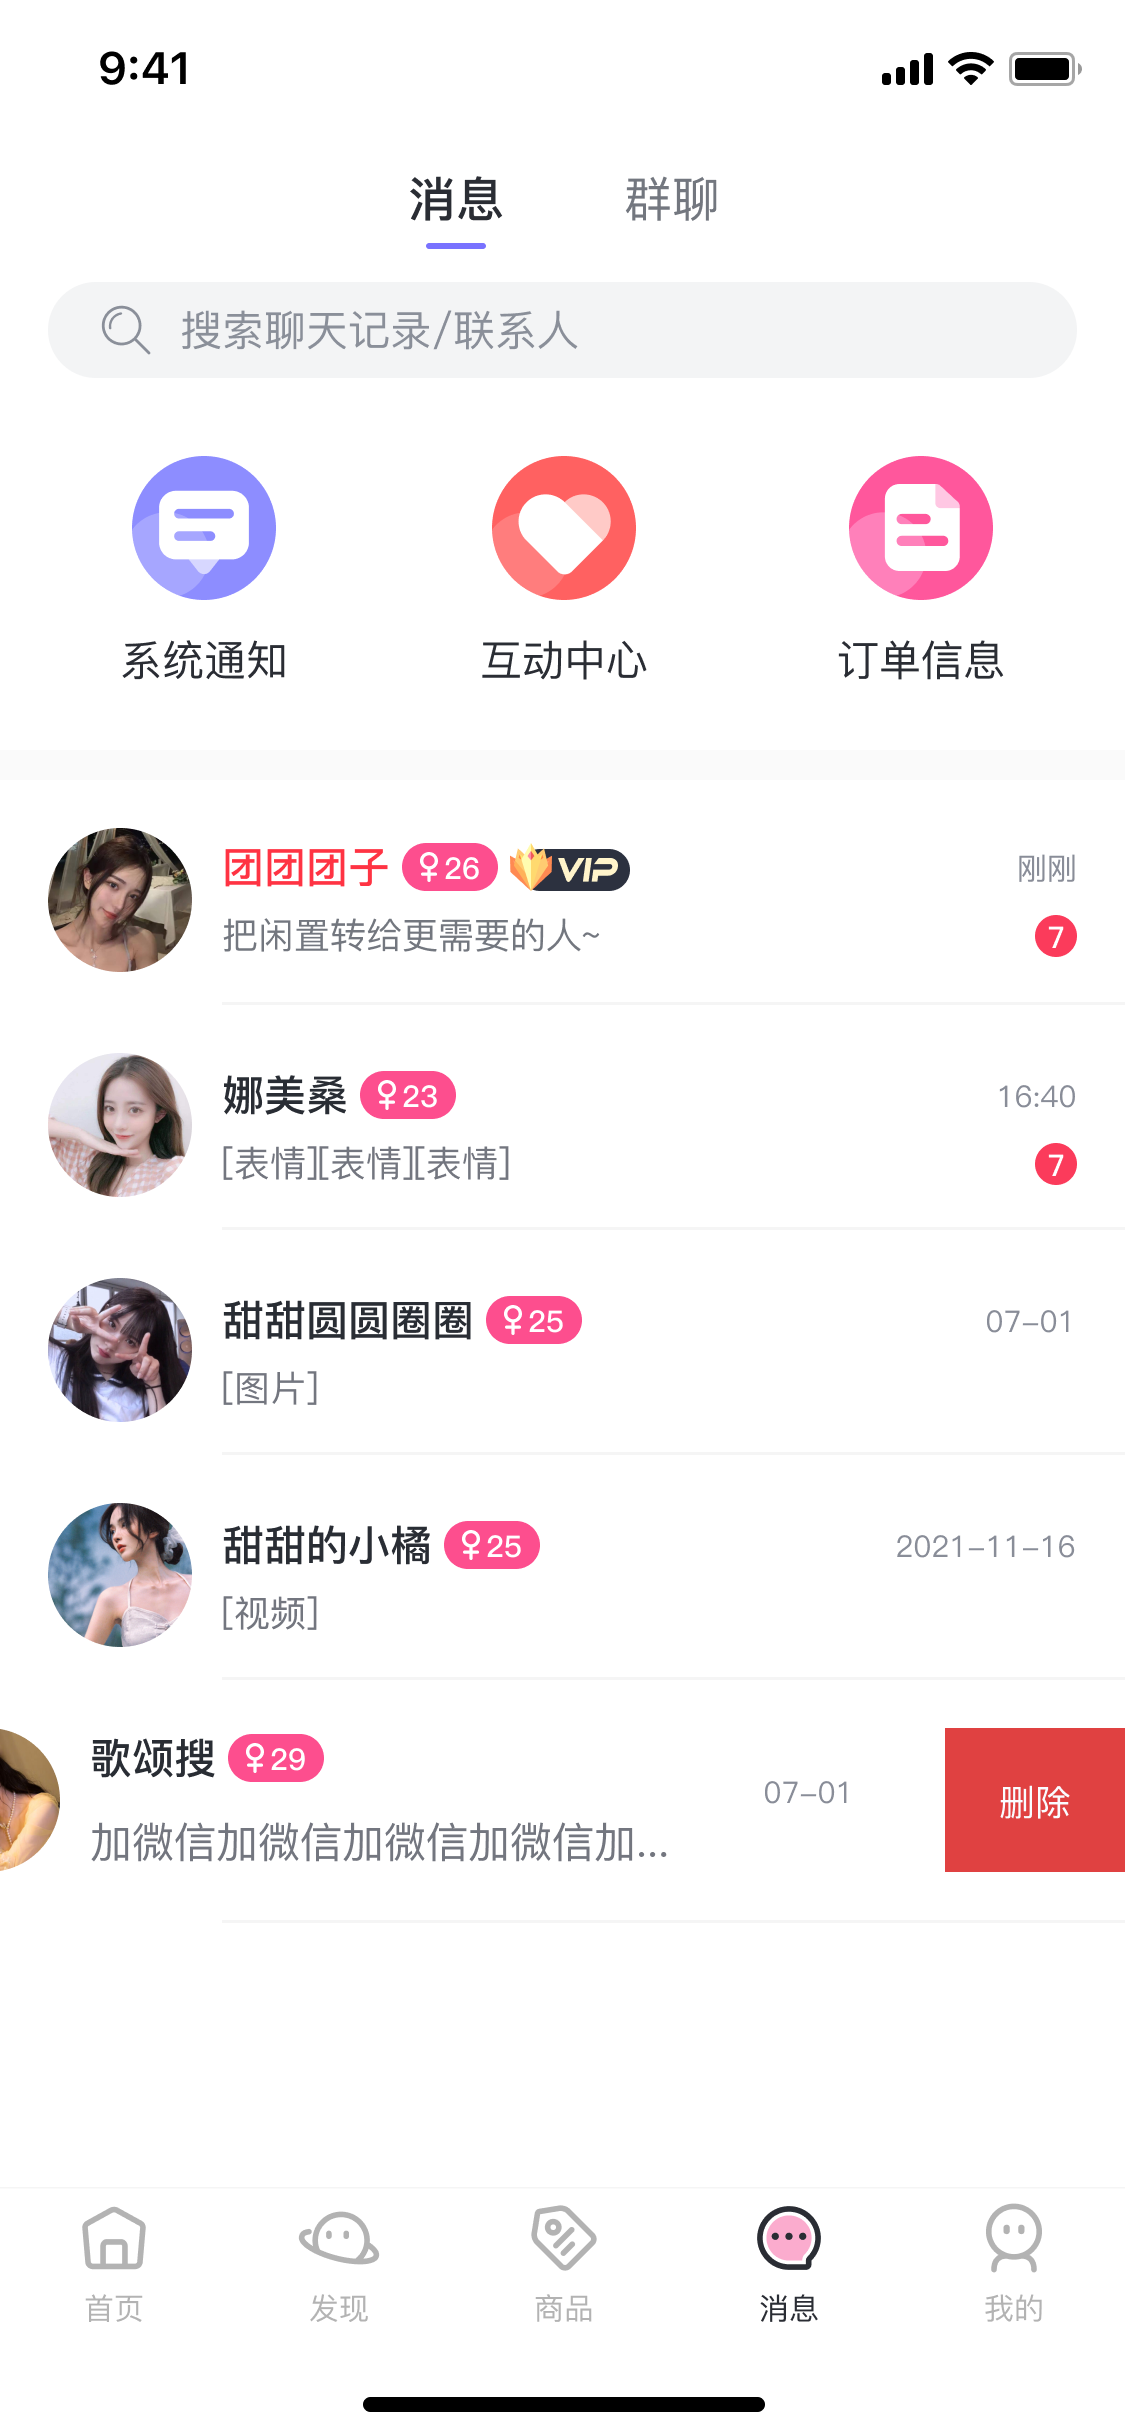 9:41
消息 群聊
搜索聊天记录/联系人
系统通知 互动中心 订单信息
团团团子 26 VIP 刚刚
把闲置转给更需要的人~ 7
娜美桑 23 16:40
[表情][表情][表情] 7
甜甜圆圆圈圈 25 07-01
[图片]
甜甜的小橘 25 2021-11-16
[视频]
歌颂搜 29 07-01
加微信加微信加微信加微信加... 删除
首页 发现 商品 消息 我的